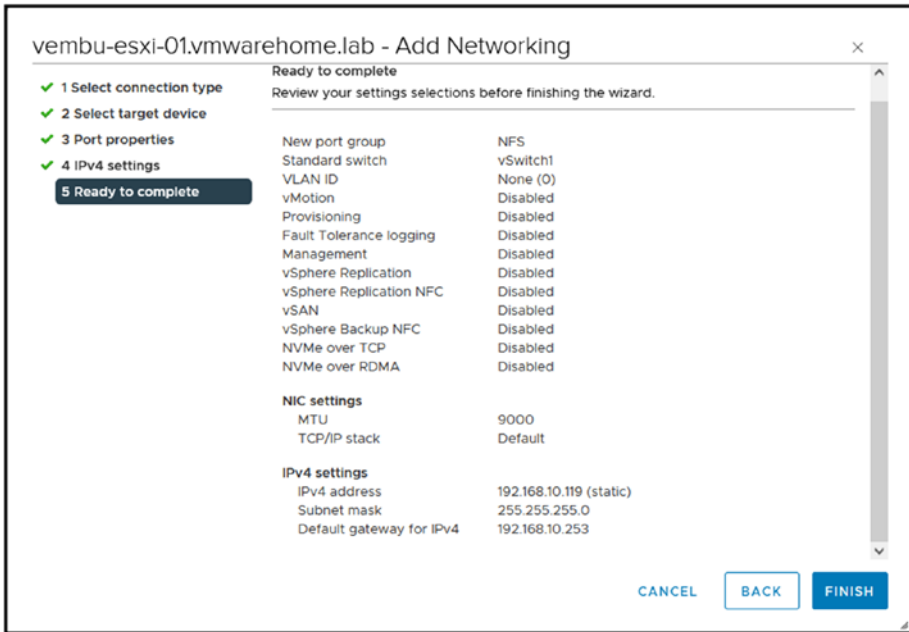 vembu-esxi-01.vmwarehome.lab - Add Networking
1 Select connection type
2 Select target device
3 Port properties
4 IPv4 settings
5 Ready to complete
Ready to complete
Review your settings selections before finishing the wizard.
New port group NFS
Standard switch vSwitch1
VLAN ID None (0)
vMotion Disabled
Provisioning Disabled
Fault Tolerance logging Disabled
Management Disabled
vSphere Replication Disabled
vSphere Replication NFC Disabled
vSAN Disabled
vSphere Backup NFC Disabled
NVMe over TCP Disabled
NVMe over RDMA Disabled
NIC settings
MTU 9000
TCP/IP stack Default
IPv4 settings
IPv4 address 192.168.10.119 (static)
Subnet mask 255.255.255.0
Default gateway for IPv4 192.168.10.253
CANCEL BACK FINISH